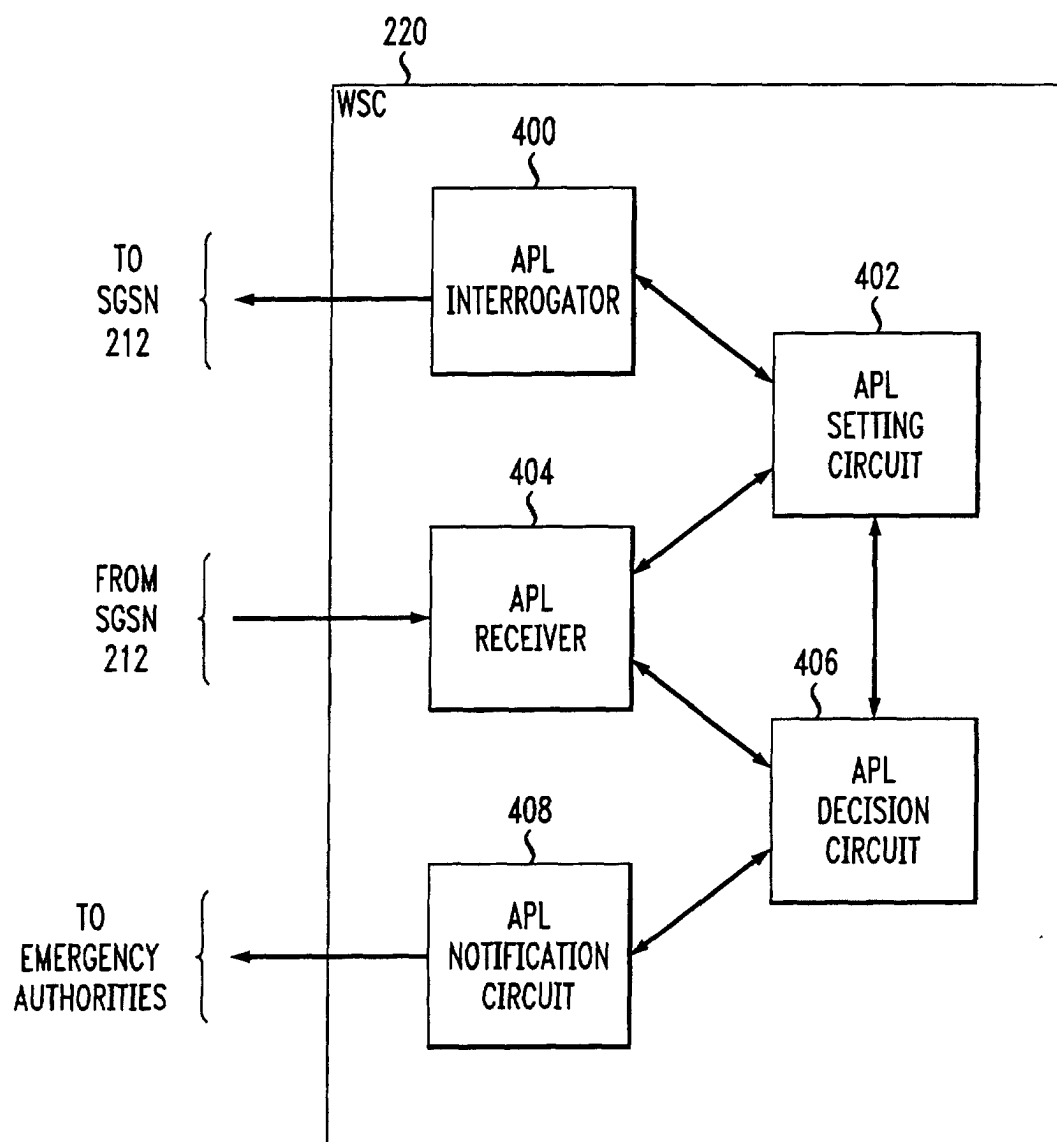 220
WSC
400
APL
INTERROGATOR
TO
SGSN
212
402
APL
SETTING
CIRCUIT
404
APL
RECEIVER
FROM
SGSN
212
406
APL
DECISION
CIRCUIT
408
APL
NOTIFICATION
CIRCUIT
TO
EMERGENCY
AUTHORITIES